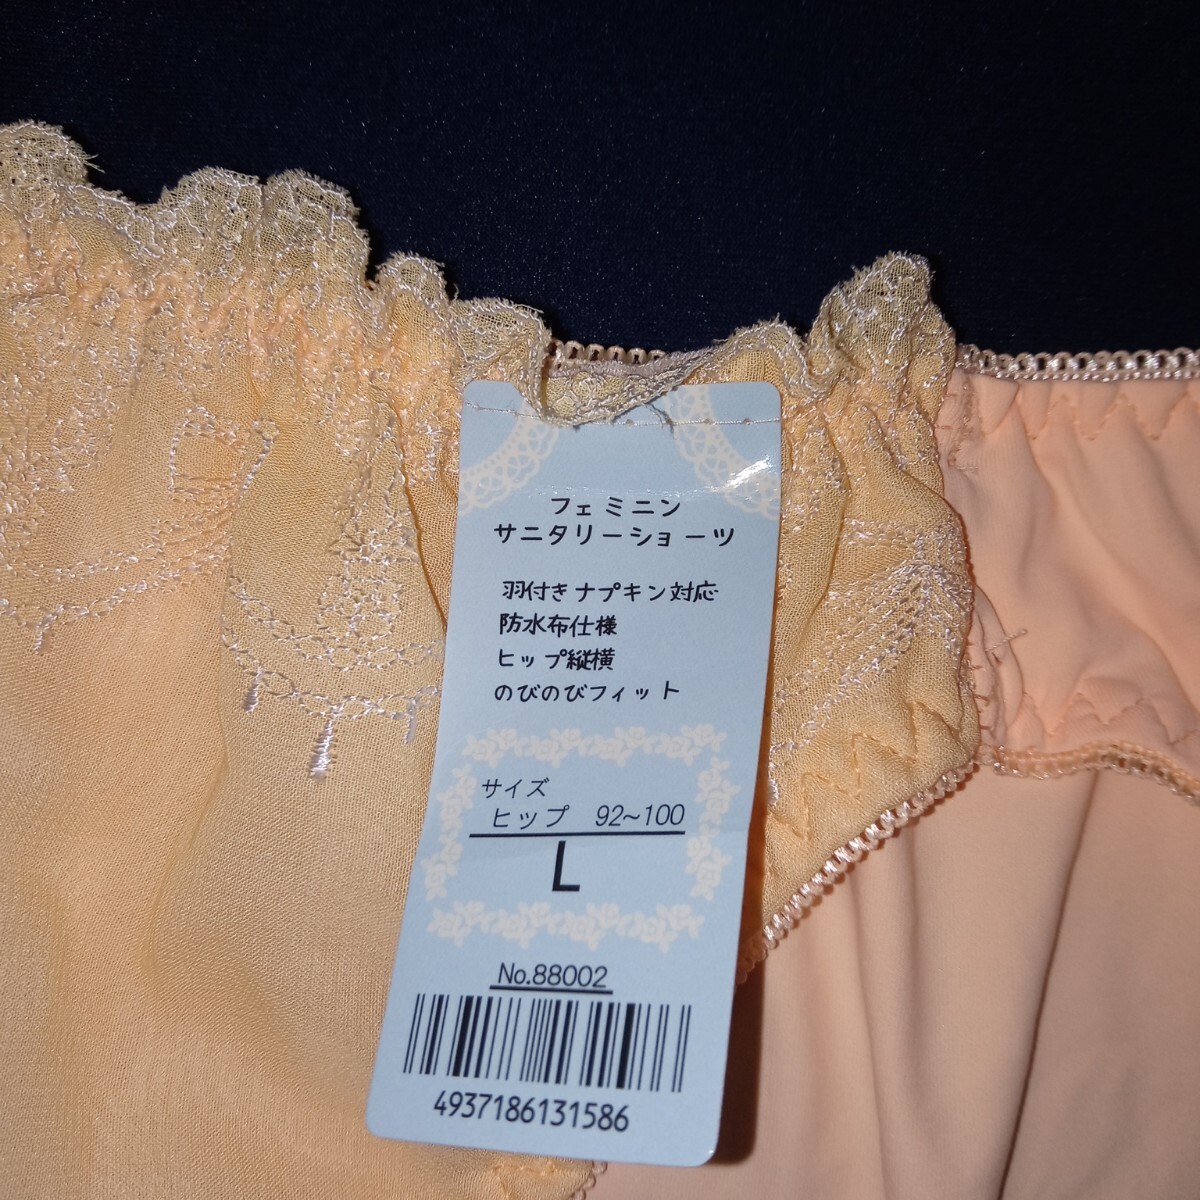 フェミニン
サニタリーショーツ
羽付きナプキン対応
防水布仕様
ヒップ縦横
のびのびフィット
サイズ
ヒップ 92~100
L
No.88002
4937186131586